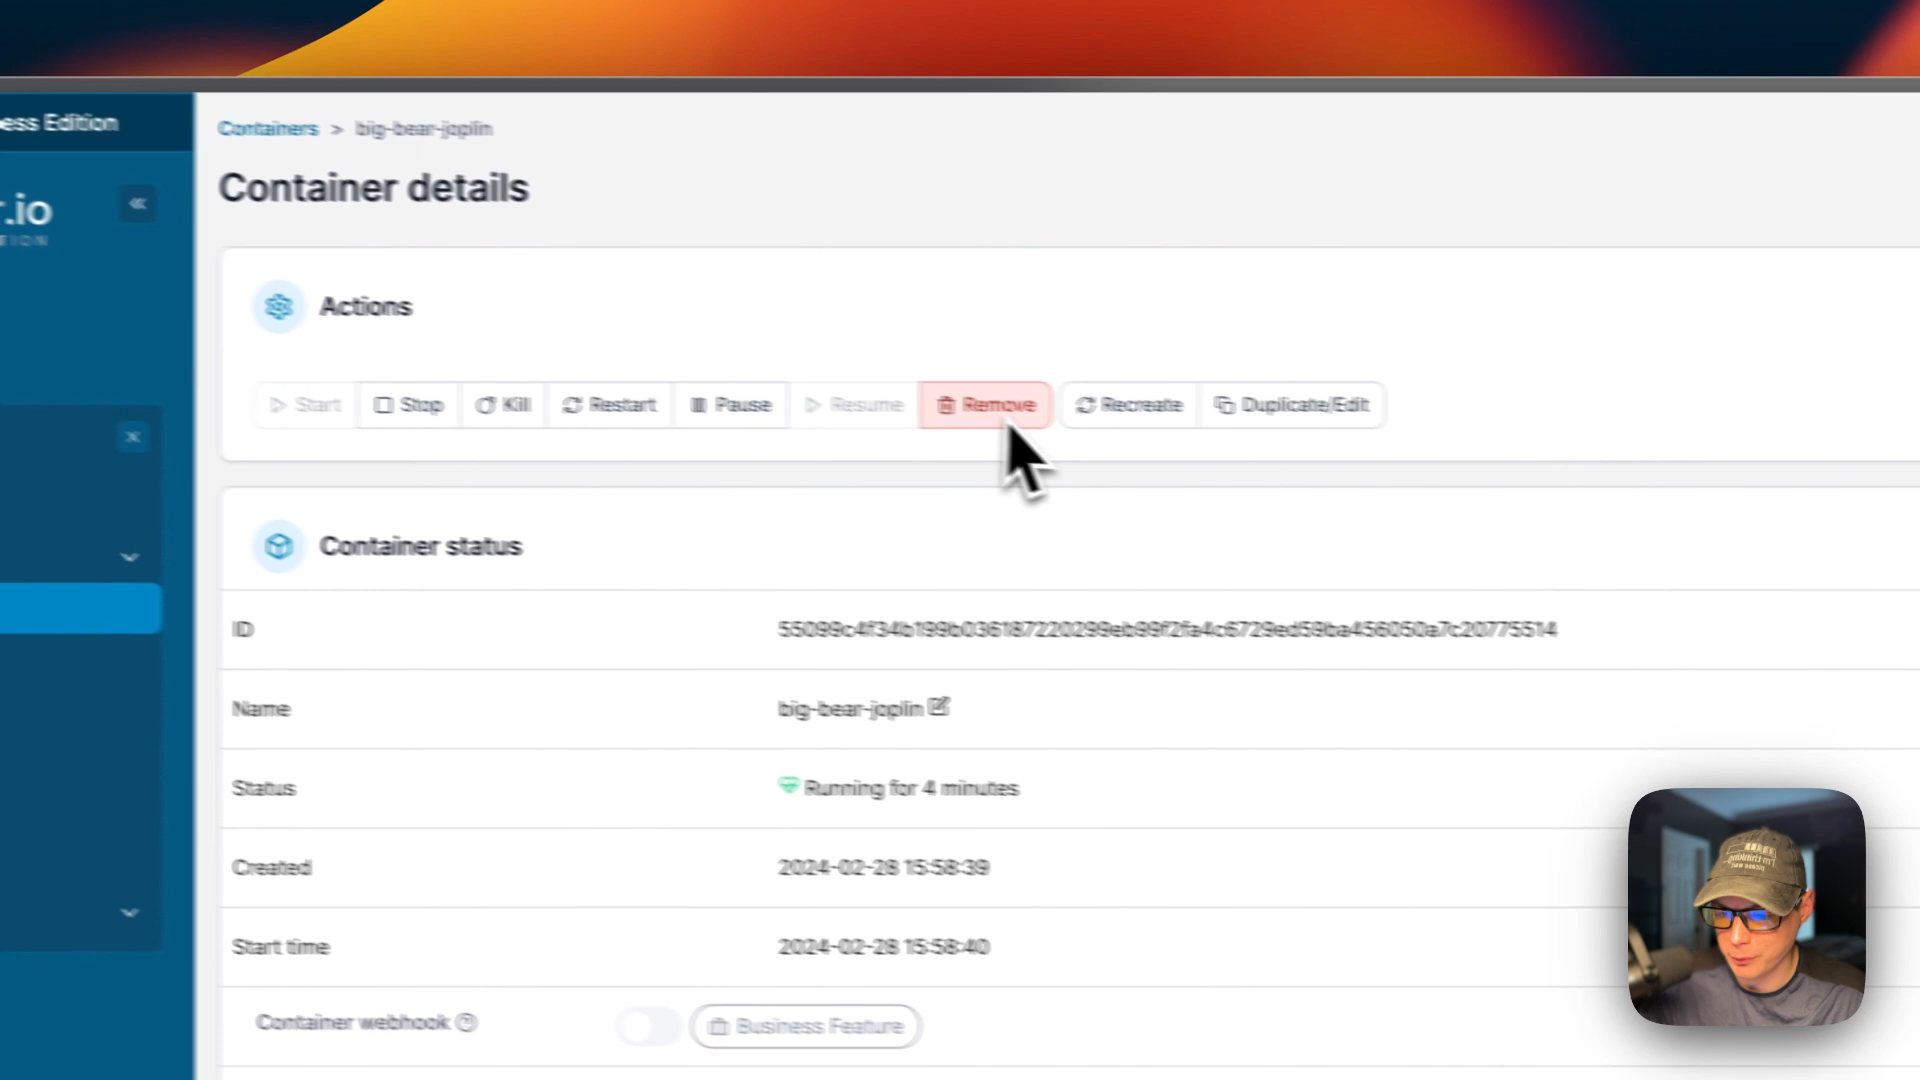 ess Edition
Containers > big-bear-joplin
r.io
TION
Container details
Actions
Start Stop Kill Restart Pause Resume Remove Recreate Duplicate/Edit
Container status
ID 55099c4f34b199b036187220299eb99f2fa4c6729ed59ba456050a7c20775514
Name big-bear-joplin
Status Running for 4 minutes
Created 2024-02-28 15:58:39
Start time 2024-02-28 15:58:40
Container webhook Business Feature